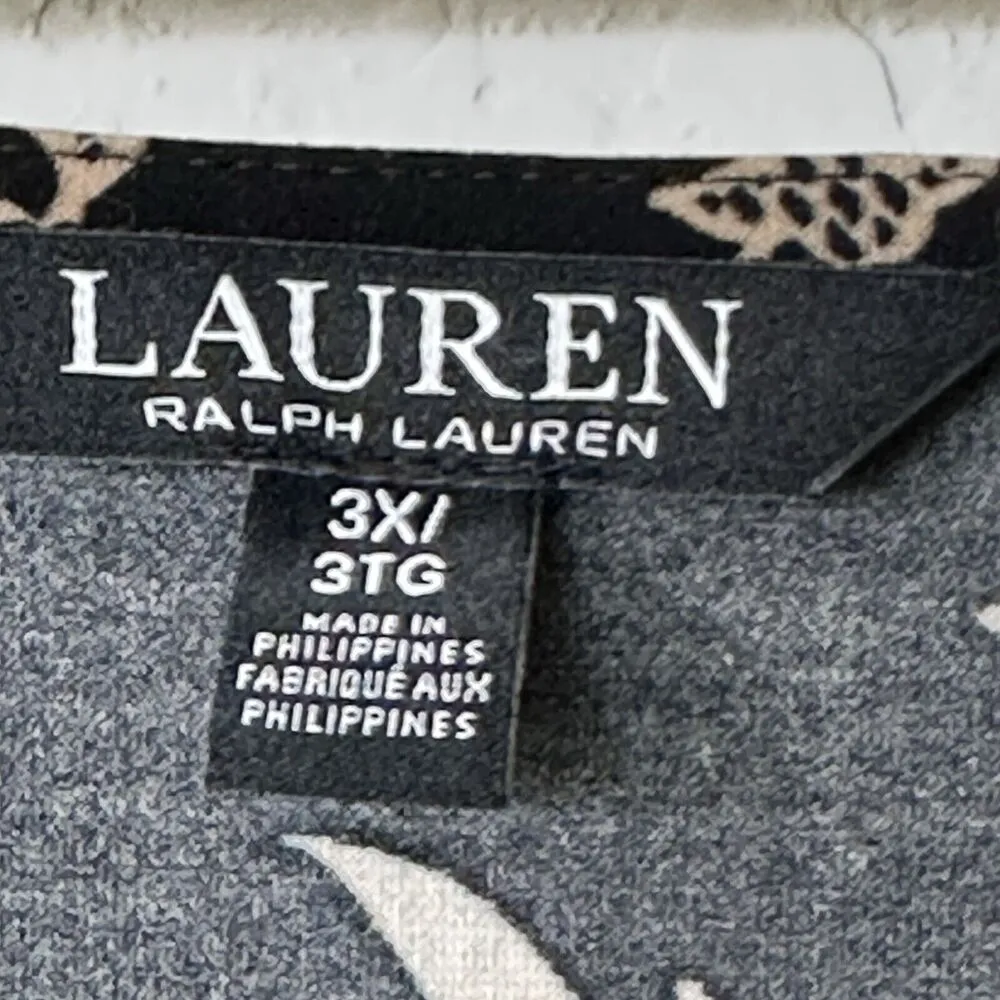 LAUREN
RALPH LAUREN
3X/
3TG
MADE IN
PHILIPPINES
FABRIQUÉ AUX
PHILIPPINES